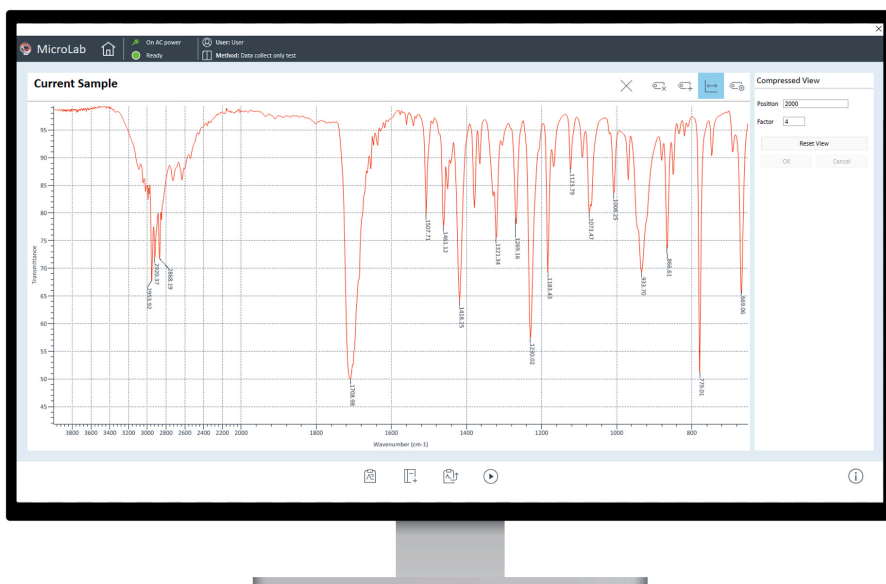 MicroLab
On AC power
Ready
User: User
Method: Data collect only test
Current Sample
Compressed View
Position 2000
Factor 4
Reset View
OK Cancel
Transmittance
95
90
85
80
75
70
65
60
55
50
45
2953.92
2920.37
2868.19
1708.98
1507.71
1461.12
1418.25
1321.34
1269.16
1230.02
1183.43
1123.79
1073.47
1008.25
933.70
866.61
779.01
669.06
3800 3600 3400 3200 3000 2800 2600 2400 2200 2000 1800 1600 1400 1200 1000 800
Wavenumber (cm-1)